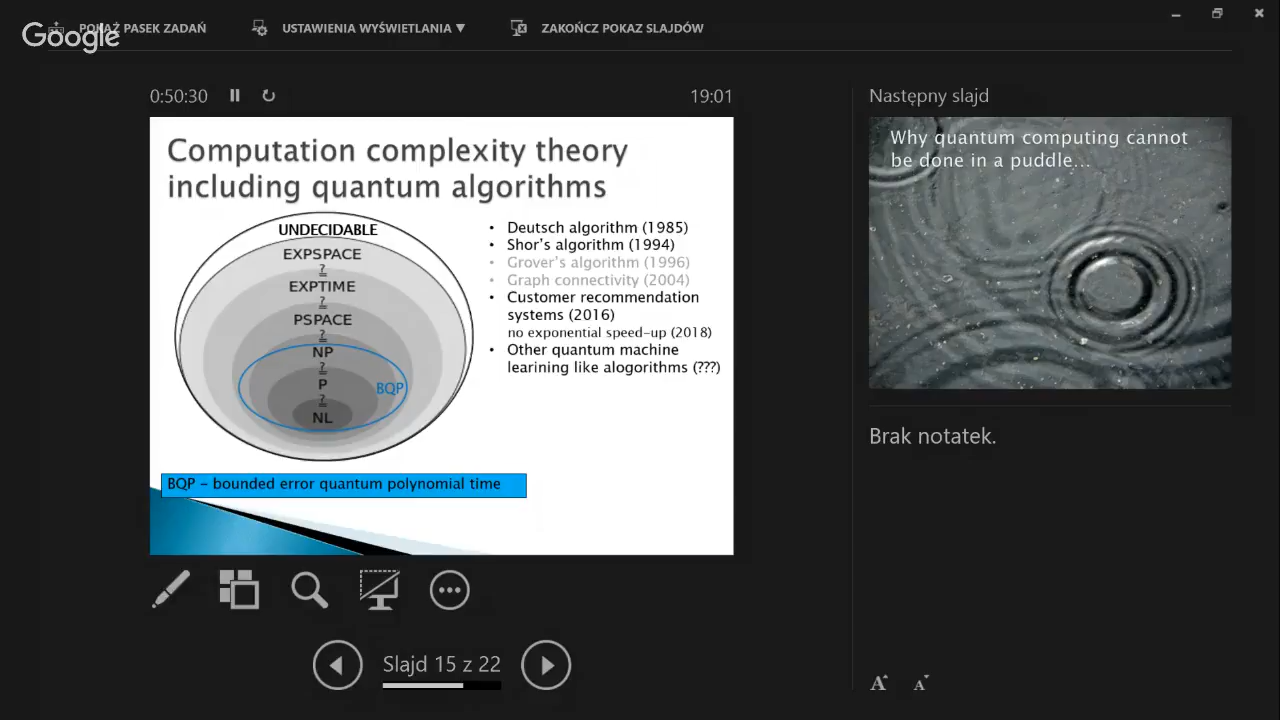 Google
POKAŻ PASEK ZADAŃ
USTAWIENIA WYŚWIETLANIA ▼
ZAKOŃCZ POKAZ SLAJDÓW
0:50:30
19:01
Computation complexity theory
including quantum algorithms
UNDECIDABLE
EXPSPACE
?
=
EXPTIME
?
=
PSPACE
?
=
NP
?
=
P
?
=
NL
BQP
• Deutsch algorithm (1985)
• Shor's algorithm (1994)
• Grover's algorithm (1996)
• Graph connectivity (2004)
• Customer recommendation
systems (2016)
no exponential speed-up (2018)
• Other quantum machine
learining like alogorithms (???)
BQP – bounded error quantum polynomial time
Slajd 15 z 22
Następny slajd
Why quantum computing cannot
be done in a puddle...
Brak notatek.
A A